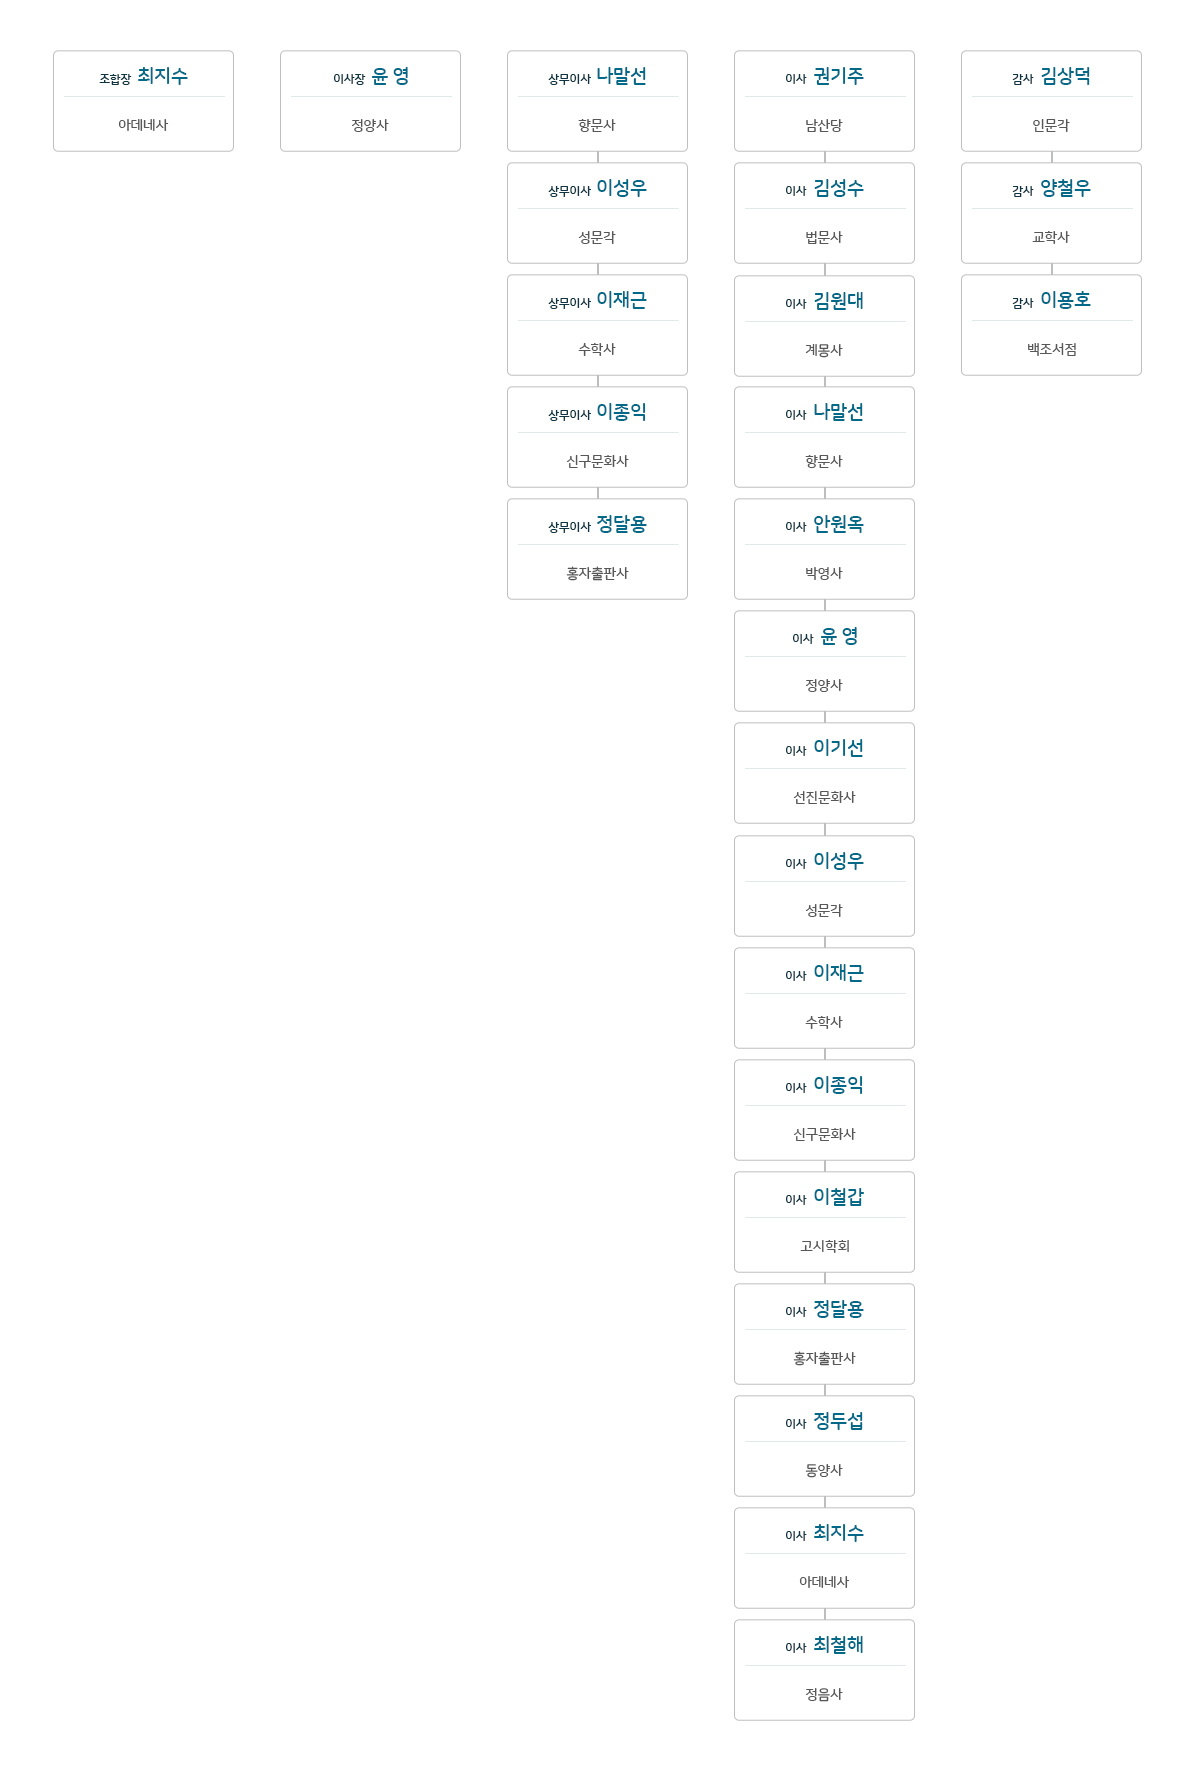 조합장 최지수
아데네사
이사장 윤 영
정양사
상무이사 나말선
향문사
상무이사 이성우
성문각
상무이사 이재근
수학사
상무이사 이종익
신구문화사
상무이사 정달용
홍자출판사
이사 권기주
남산당
이사 김성수
법문사
이사 김원대
계몽사
이사 나말선
향문사
이사 안원옥
박영사
이사 윤 영
정양사
이사 이기선
선진문화사
이사 이성우
성문각
이사 이재근
수학사
이사 이종익
신구문화사
이사 이철갑
고시학회
이사 정달용
홍자출판사
이사 정두섭
동양사
이사 최지수
아데네사
이사 최철해
정음사
감사 김상덕
인문각
감사 양철우
교학사
감사 이용호
백조서점